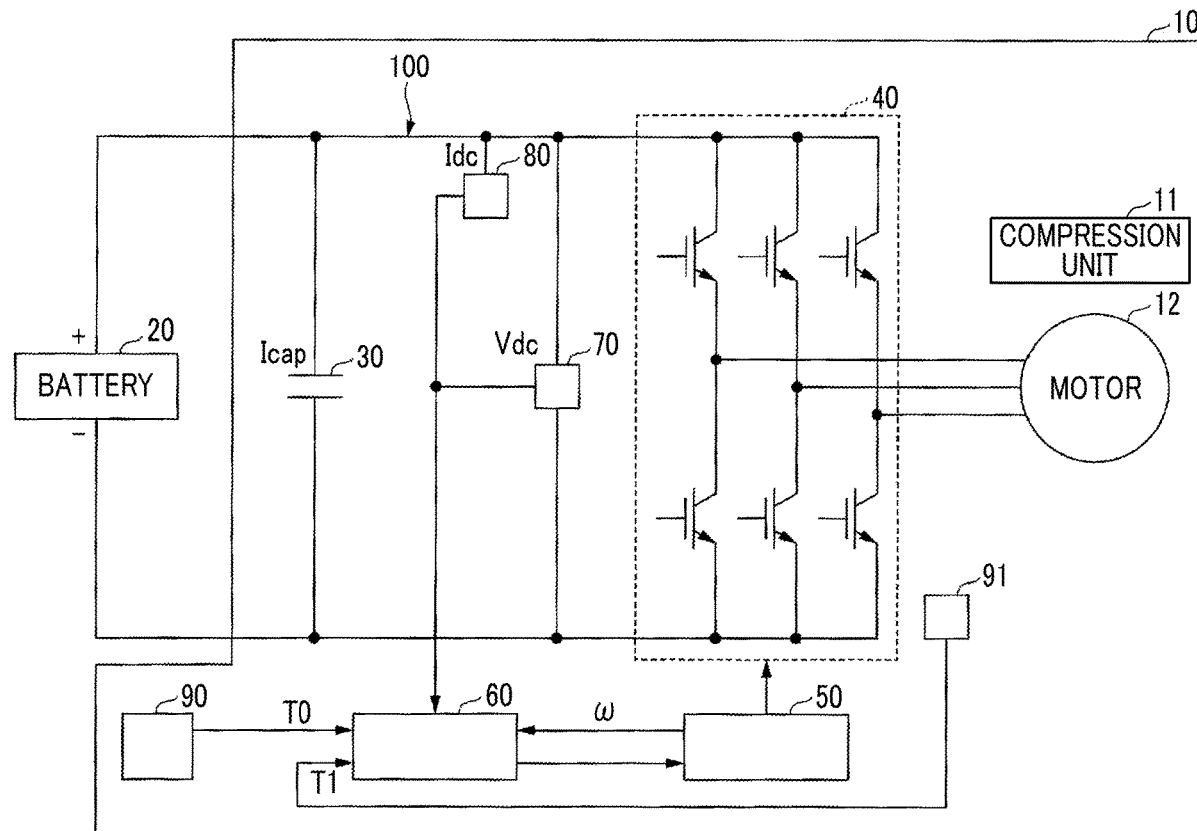 10
100
40
Idc
80
11
COMPRESSION
UNIT
12
+
20
Icap
30
Vdc
70
BATTERY
MOTOR
−
91
90
60
50
T0
ω
T1